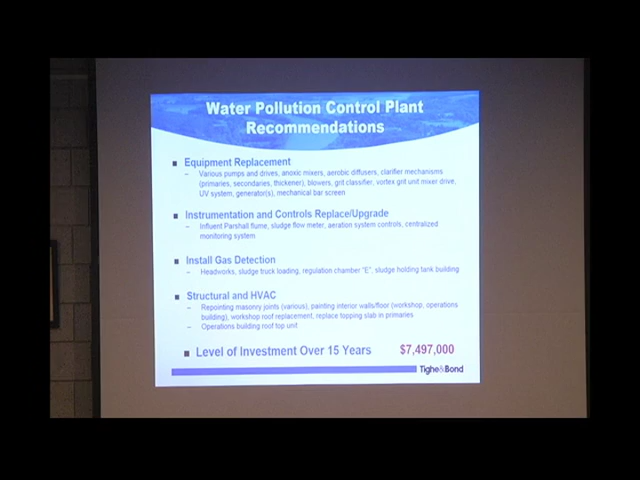 Water Pollution Control Plant
Recommendations
■ Equipment Replacement
– Various pumps and drives, anoxic mixers, aerobic diffusers, clarifier mechanisms
(primaries, secondaries, thickener), blowers, grit classifier, vortex grit unit mixer drive,
UV system, generator(s), mechanical bar screen
■ Instrumentation and Controls Replace/Upgrade
– Influent Parshall flume, sludge flow meter, aeration system controls, centralized
monitoring system
■ Install Gas Detection
– Headworks, sludge truck loading, regulation chamber "E", sludge holding tank building
■ Structural and HVAC
– Repointing masonry joints (various), painting interior walls/floor (workshop, operations
building), workshop roof replacement, replace topping slab in primaries
– Operations building roof top unit
■ Level of Investment Over 15 Years $7,497,000
Tighe&Bond